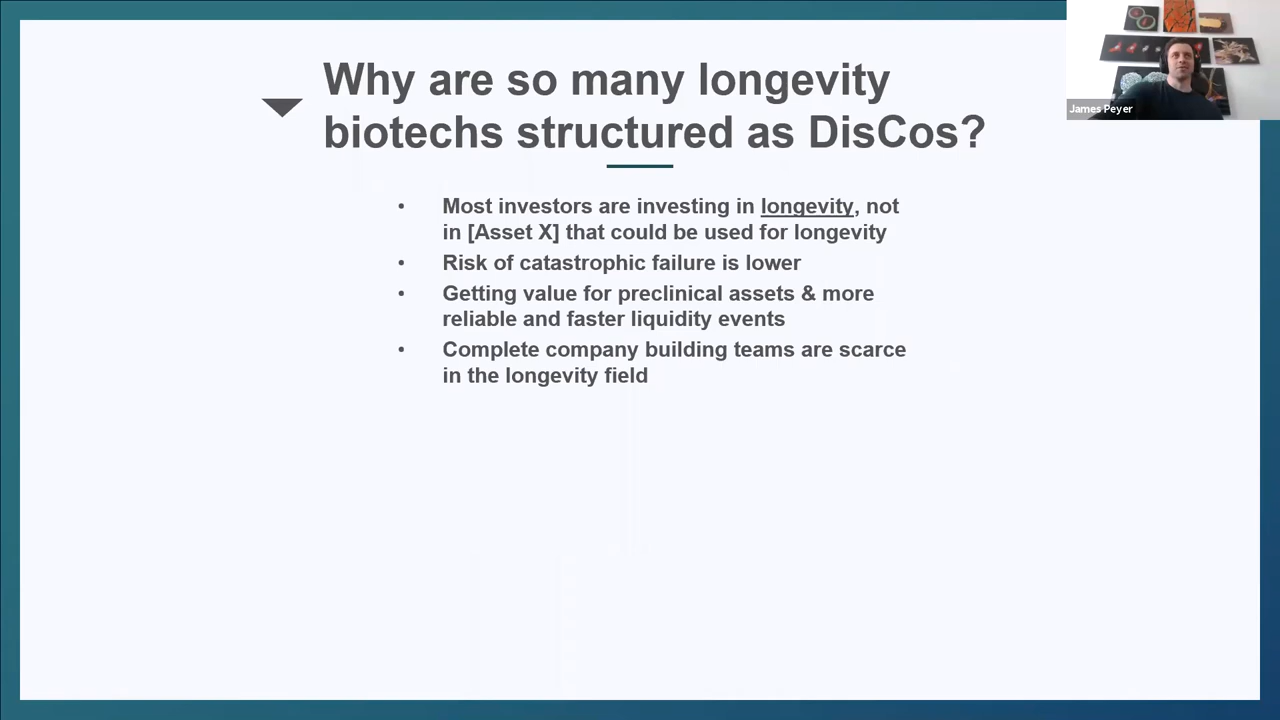 Why are so many longevity
biotechs structured as DisCos?
• Most investors are investing in longevity, not
in [Asset X] that could be used for longevity
• Risk of catastrophic failure is lower
• Getting value for preclinical assets & more
reliable and faster liquidity events
• Complete company building teams are scarce
in the longevity field
James Peyer